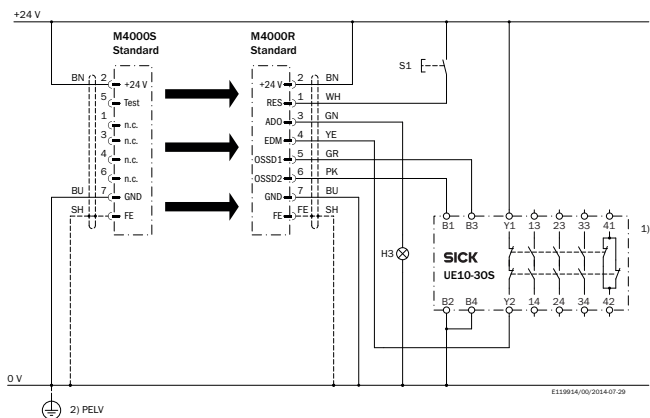 +24 V
M4000S
Standard
M4000R
Standard
BN 2 +24 V
5 Test
1 n.c.
3 n.c.
4 n.c.
6 n.c.
BU 7 GND
SH FE
+24 V 2 BN
RES 1 WH
ADO 3 GN
EDM 4 YE
OSSD1 5 GR
OSSD2 6 PK
GND 7 BU
FE FE SH
S1
H3
B1 B3 Y1 13 23 33 41
1)
SICK
UE10-30S
B2 B4 Y2 14 24 34 42
0 V
E119914/00/2014-07-29
2) PELV